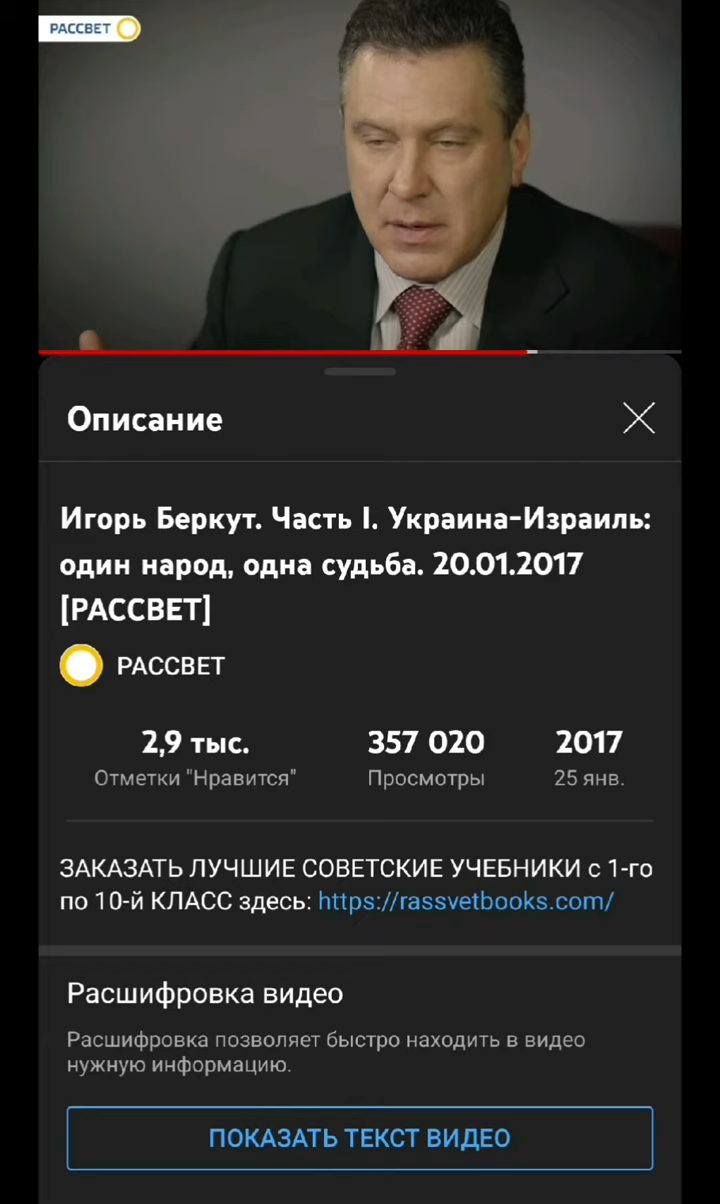 РАССВЕТ
Описание
Игорь Беркут. Часть I. Украина-Израиль:
один народ, одна судьба. 20.01.2017
[РАССВЕТ]
РАССВЕТ
2,9 тыс. 357 020 2017
Отметки "Нравится" Просмотры 25 янв.
ЗАКАЗАТЬ ЛУЧШИЕ СОВЕТСКИЕ УЧЕБНИКИ с 1-го
по 10-й КЛАСС здесь: https://rassvetbooks.com/
Расшифровка видео
Расшифровка позволяет быстро находить в видео
нужную информацию.
ПОКАЗАТЬ ТЕКСТ ВИДЕО